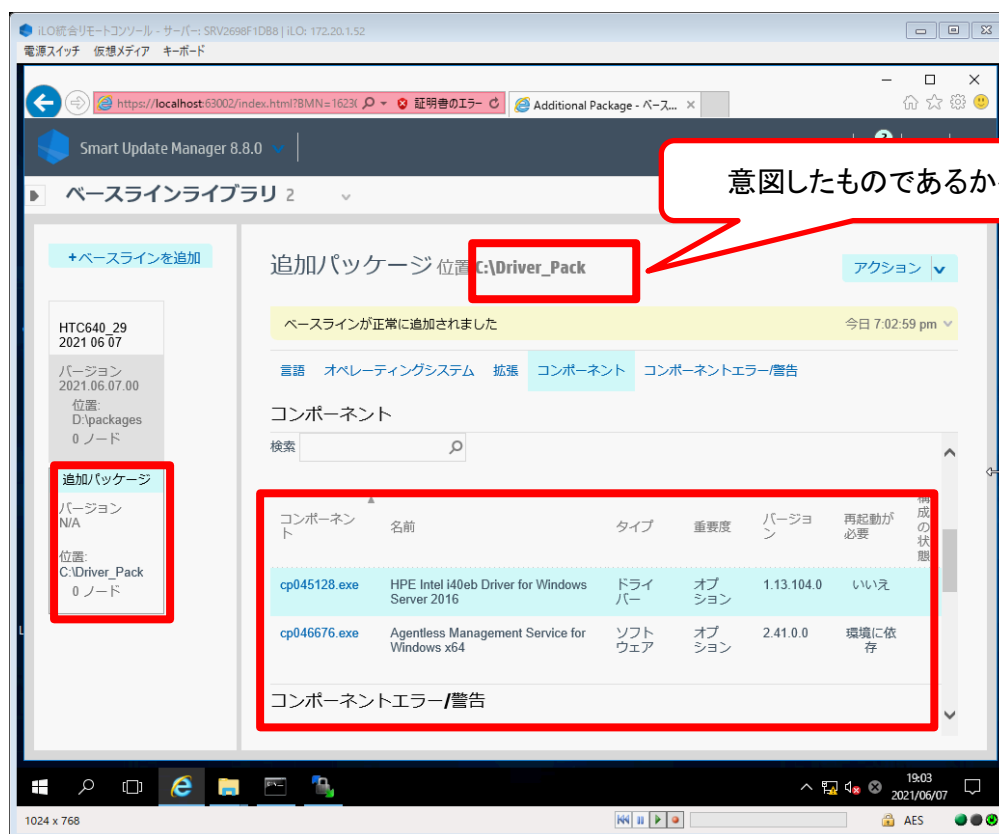 iLO統合リモートコンソール - サーバー: SRV2698F1DB8 | iLO: 172.20.1.52
電源スイッチ 仮想メディア キーボード
https://localhost:63002/index.html?BMN=1623 証明書のエラー
Additional Package - ベース...
Smart Update Manager 8.8.0
ベースラインライブラリ 2
意図したものであるか
+ベースラインを追加
追加パッケージ 位置 C:\Driver_Pack
アクション
ベースラインが正常に追加されました
今日 7:02:59 pm
HTC640_29
2021 06 07
バージョン
2021.06.07.00
位置:
D:\packages
0 ノード
追加パッケージ
バージョン
N/A
位置:
C:\Driver_Pack
0 ノード
言語 オペレーティングシステム 拡張 コンポーネント コンポーネントエラー/警告
コンポーネント
検索
コンポーネント 名前 タイプ 重要度 バージョン 再起動が必要 構成の状態
cp045128.exe HPE Intel i40eb Driver for Windows Server 2016 ドライバー オプション 1.13.104.0 いいえ
cp046676.exe Agentless Management Service for Windows x64 ソフトウェア オプション 2.41.0.0 環境に依存
コンポーネントエラー/警告
19:03
2021/06/07
1024 x 768
AES